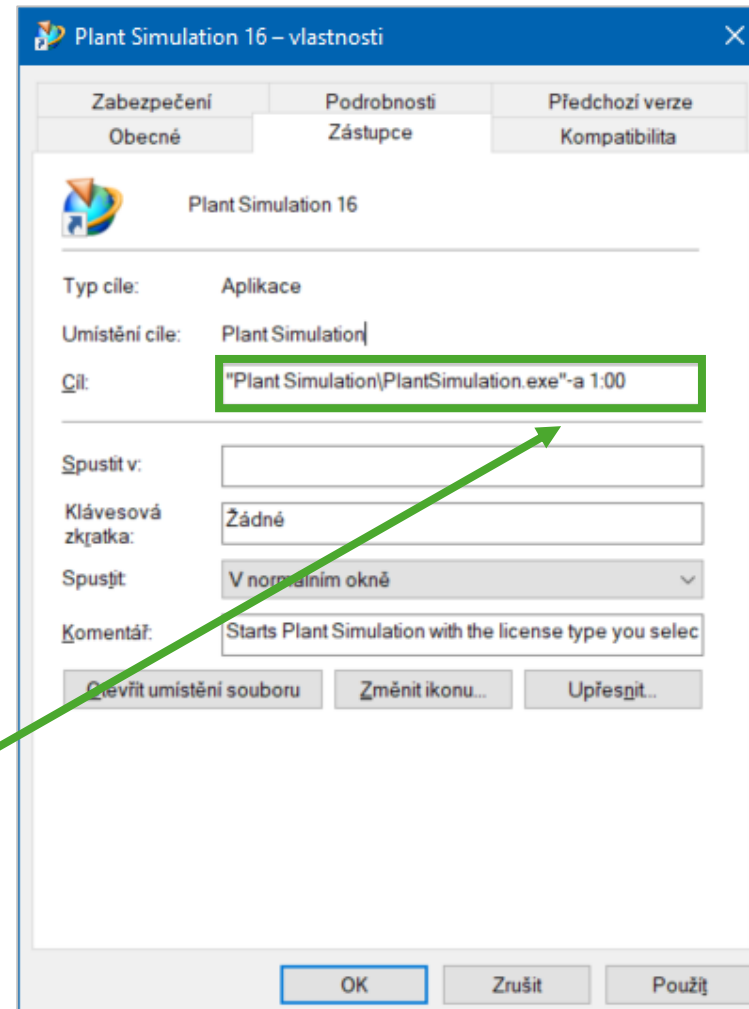 Plant Simulation 16 – vlastnosti
Zabezpečení Podrobnosti Předchozí verze
Obecné Zástupce Kompatibilita
Plant Simulation 16
Typ cíle: Aplikace
Umístění cíle: Plant Simulation
Cíl: "Plant Simulation\PlantSimulation.exe"-a 1:00
Spustit v:
Klávesová
zkratka:
Žádné
Spustit: V normálním okně
Komentář: Starts Plant Simulation with the license type you selec
Otevřít umístění souboru Změnit ikonu... Upřesnit...
OK Zrušit Použít